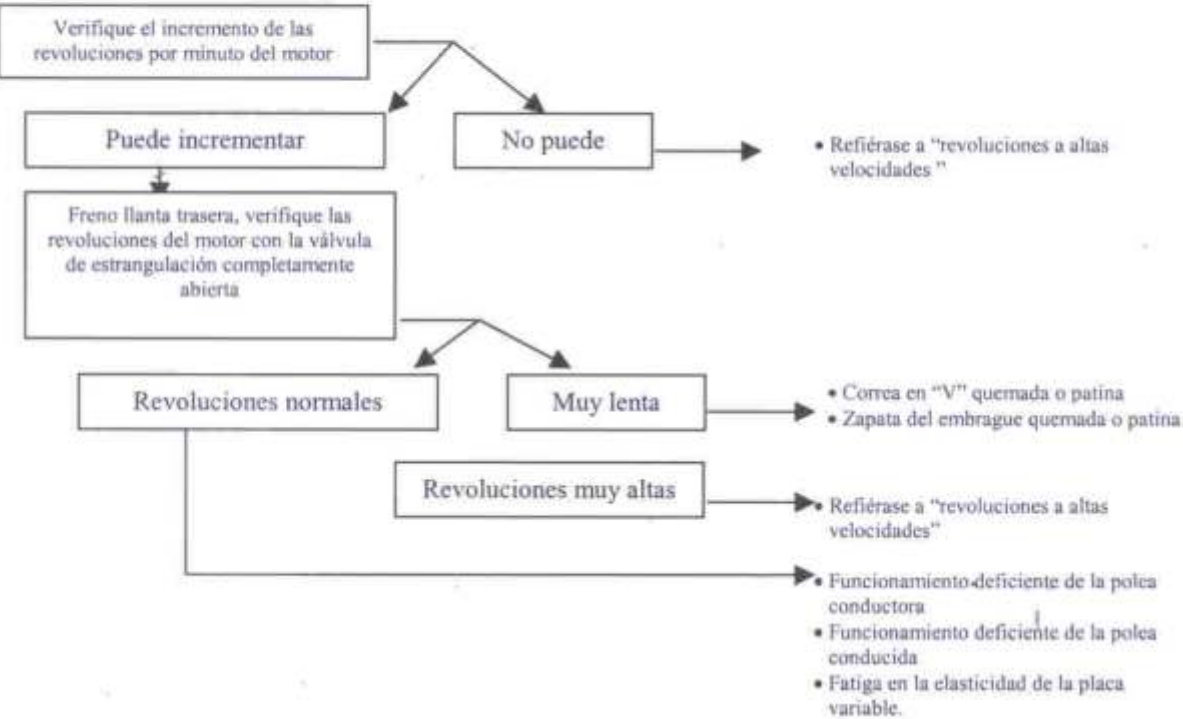 Verifique el incremento de las
revoluciones por minuto del motor
Puede incrementar
No puede
• Refiérase a “revoluciones a altas
velocidades ”
Freno llanta trasera, verifique las
revoluciones del motor con la válvula
de estrangulación completamente
abierta
Revoluciones normales
Muy lenta
• Correa en “V” quemada o patina
• Zapata del embrague quemada o patina
Revoluciones muy altas
• Refiérase a “revoluciones a altas
velocidades”
• Funcionamiento deficiente de la polea
conductora
• Funcionamiento deficiente de la polea
conducida
• Fatiga en la elasticidad de la placa
variable.